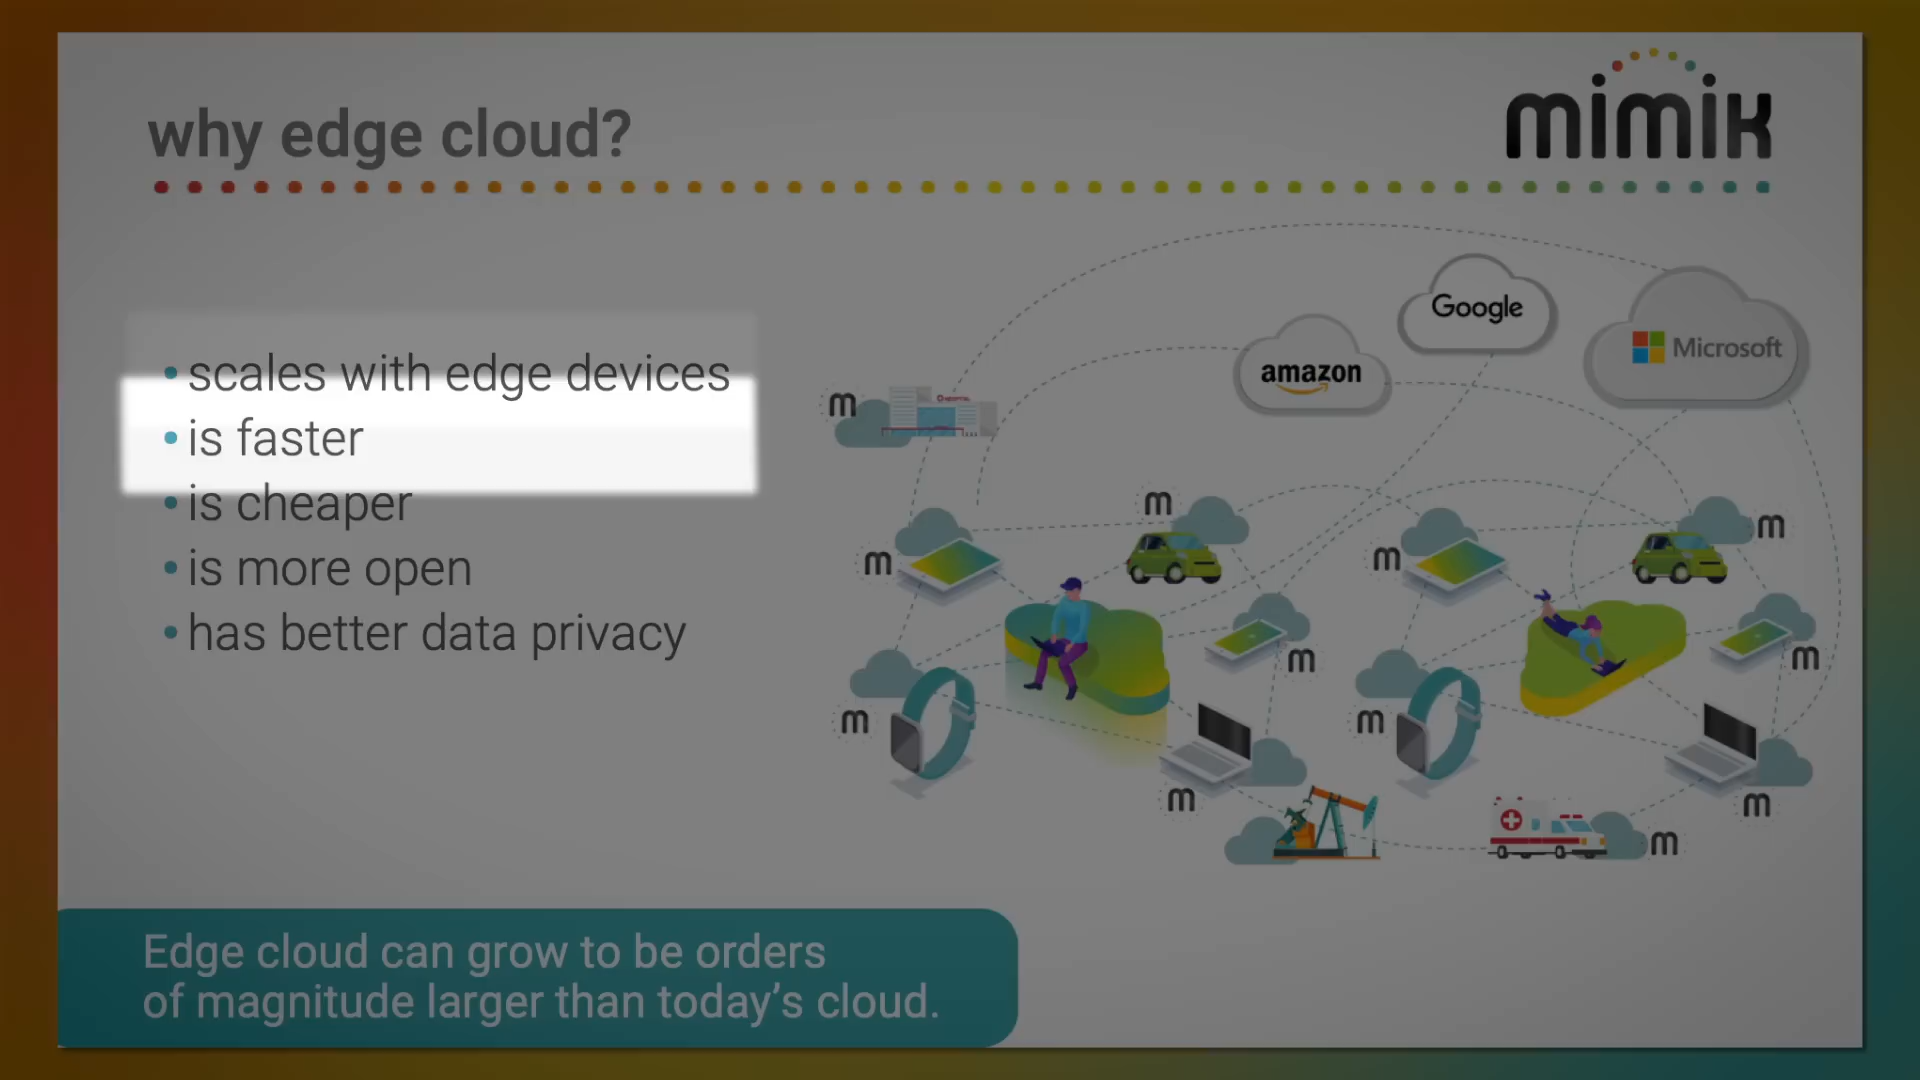 why edge cloud?
mimik
• scales with edge devices
• is faster
• is cheaper
• is more open
• has better data privacy
Google
Microsoft
amazon
m
HOSPITAL
m
m
m
m
m
m
m
m
m
m
m
Edge cloud can grow to be orders
of magnitude larger than today's cloud.